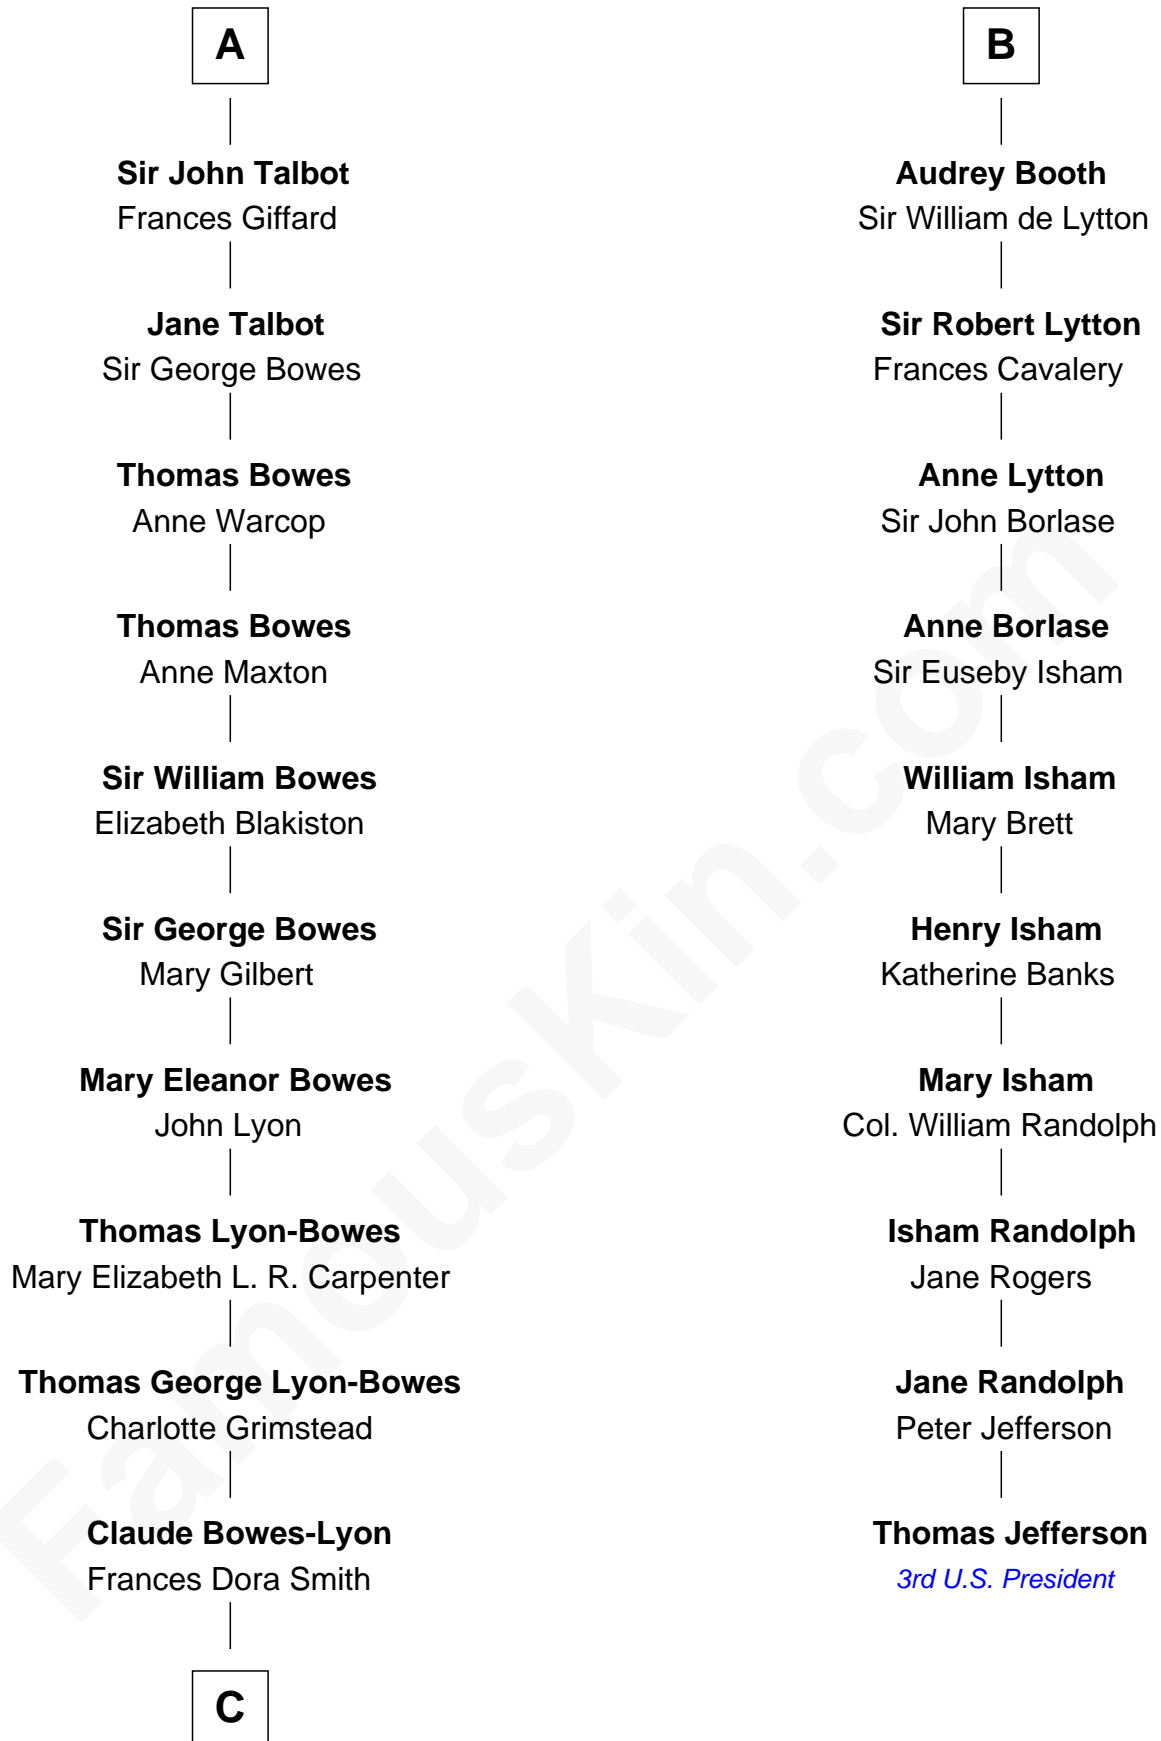 A
Sir John Talbot
Frances Giffard
Jane Talbot
Sir George Bowes
Thomas Bowes
Anne Warcop
Thomas Bowes
Anne Maxton
Sir William Bowes
Elizabeth Blakiston
Sir George Bowes
Mary Gilbert
Mary Eleanor Bowes
John Lyon
Thomas Lyon-Bowes
Mary Elizabeth L. R. Carpenter
Thomas George Lyon-Bowes
Charlotte Grimstead
Claude Bowes-Lyon
Frances Dora Smith
C
B
Audrey Booth
Sir William de Lytton
Sir Robert Lytton
Frances Cavalery
Anne Lytton
Sir John Borlase
Anne Borlase
Sir Euseby Isham
William Isham
Mary Brett
Henry Isham
Katherine Banks
Mary Isham
Col. William Randolph
Isham Randolph
Jane Rogers
Jane Randolph
Peter Jefferson
Thomas Jefferson
3rd U.S. President
FamousKin.com